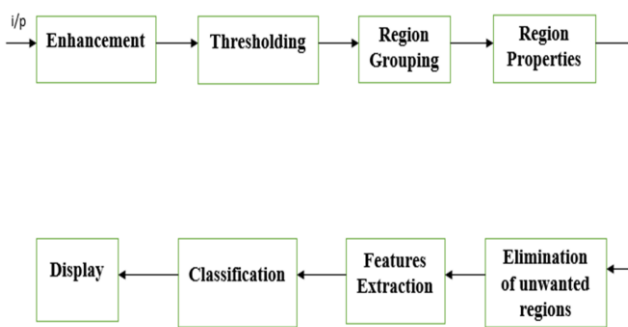 i/p
Enhancement
Thresholding
Region
Grouping
Region
Properties
Display
Classification
Features
Extraction
Elimination
of unwanted
regions